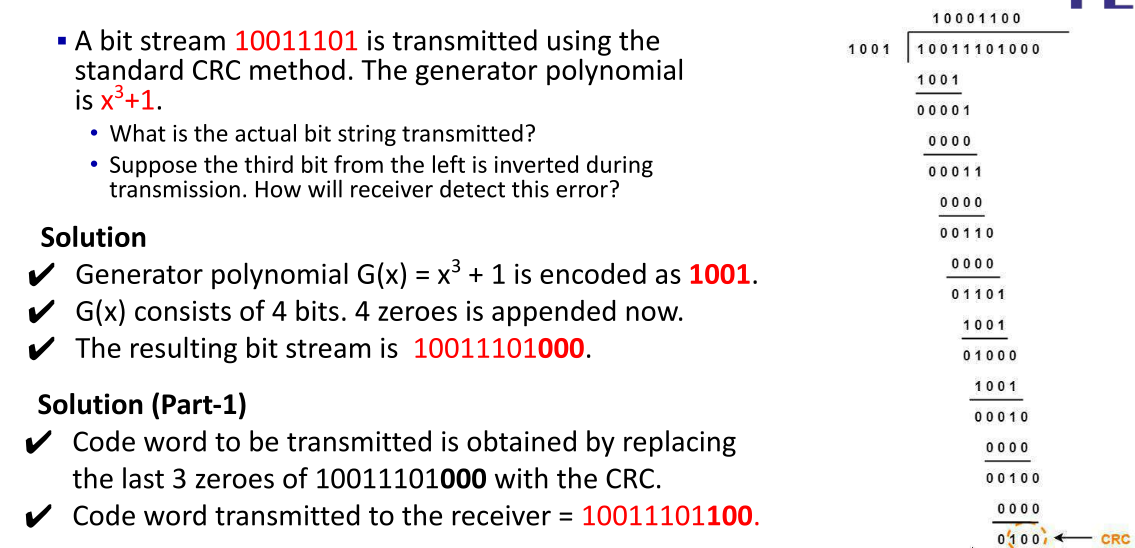 ▪ A bit stream 10011101 is transmitted using the
standard CRC method. The generator polynomial
is x³+1.
• What is the actual bit string transmitted?
• Suppose the third bit from the left is inverted during
transmission. How will receiver detect this error?
Solution
✔ Generator polynomial G(x) = x³ + 1 is encoded as 1001.
✔ G(x) consists of 4 bits. 4 zeroes is appended now.
✔ The resulting bit stream is 10011101000.
Solution (Part-1)
✔ Code word to be transmitted is obtained by replacing
the last 3 zeroes of 10011101000 with the CRC.
✔ Code word transmitted to the receiver = 10011101100.
10001100
1001 10011101000
1001
00001
0000
00011
0000
00110
0000
01101
1001
01000
1001
00010
0000
00100
0000
0100 CRC